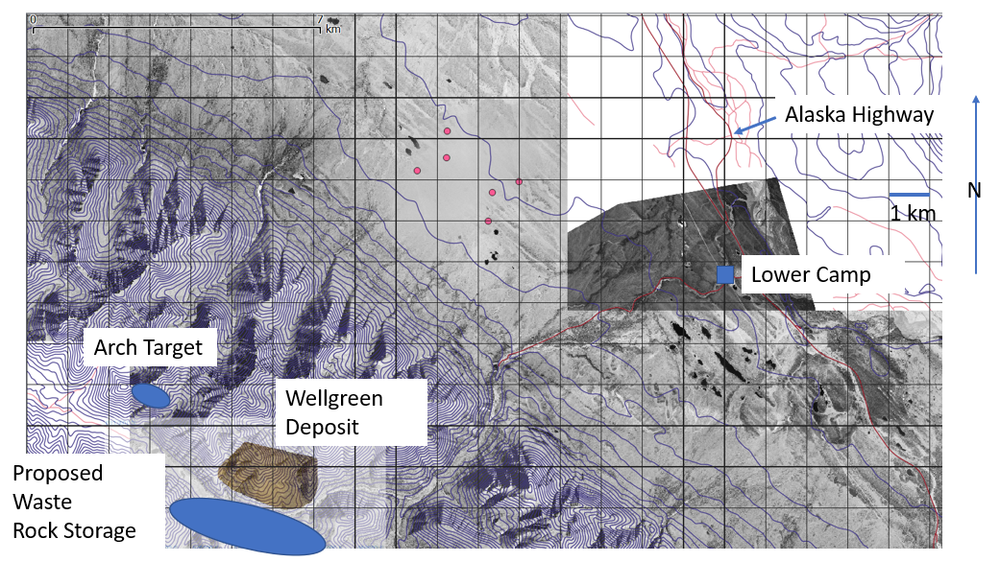 0 7
km
Alaska Highway
N
1 km
Lower Camp
Arch Target
Wellgreen
Deposit
Proposed
Waste
Rock Storage